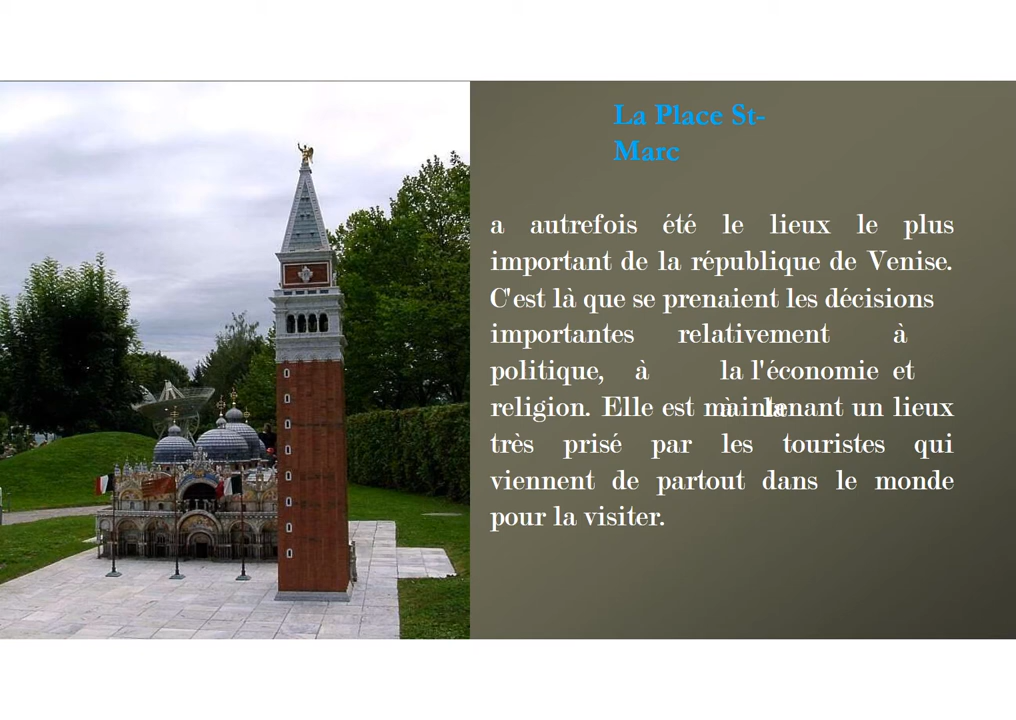 La Place St-
Marc
a autrefois été le lieux le plus
important de la république de Venise.
C'est là que se prenaient les décisions
importantes relativement à
politique, à la l'économie et
religion. Elle est maintenant un lieux
à la
très prisé par les touristes qui
viennent de partout dans le monde
pour la visiter.